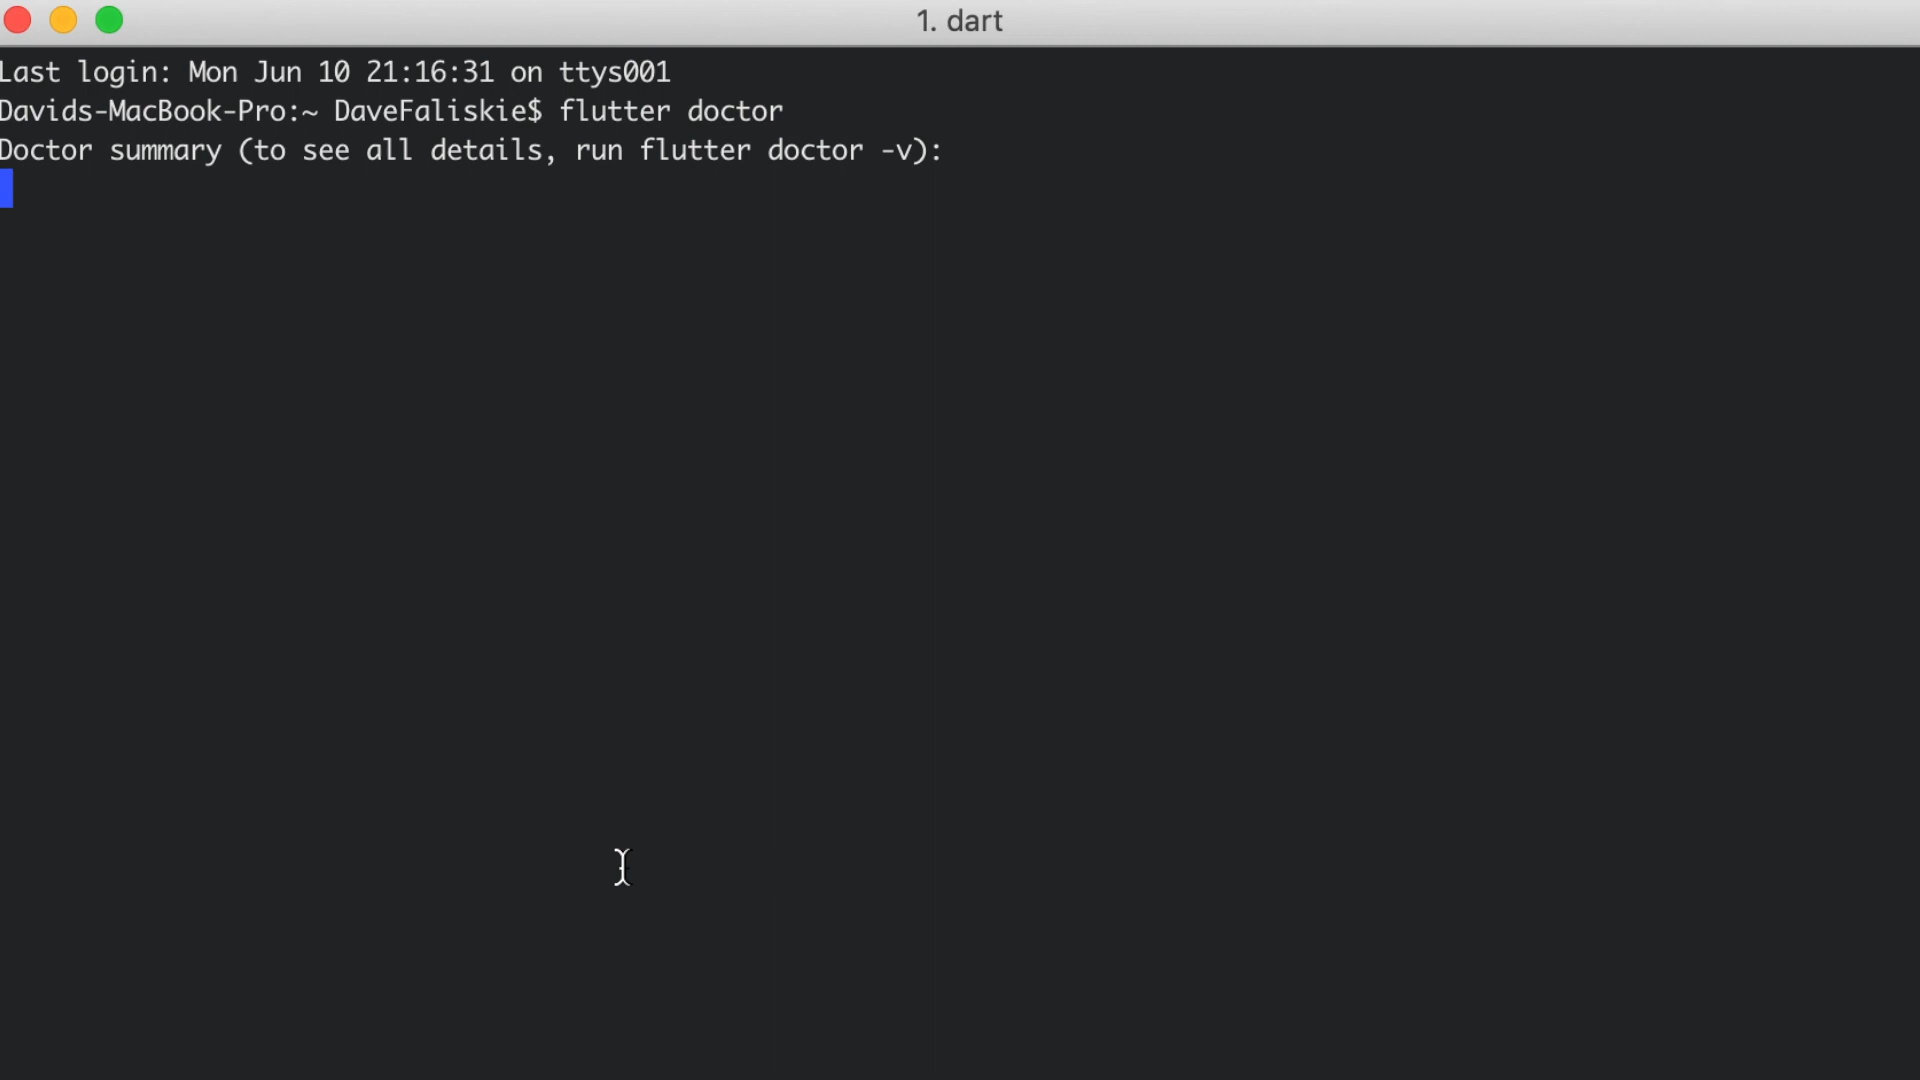 1. dart
Last login: Mon Jun 10 21:16:31 on ttys001
Davids-MacBook-Pro:~ DaveFaliskie$ flutter doctor
Doctor summary (to see all details, run flutter doctor -v):